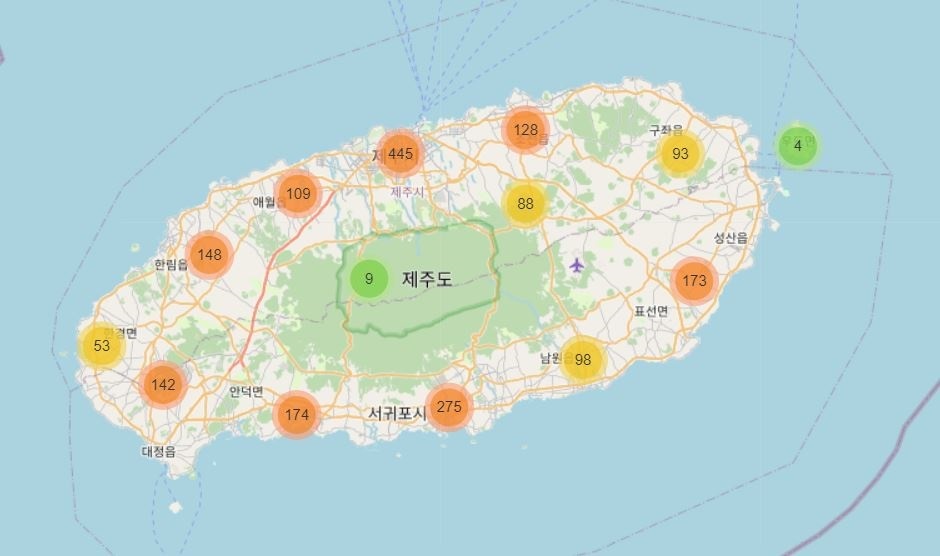 128
구좌읍
445
93
4
109
제주시
애월읍
88
148
한림읍
성산읍
9
제주도
173
표선면
한경면
53
98
남원읍
142
안덕면
174
서귀포시
275
대정읍